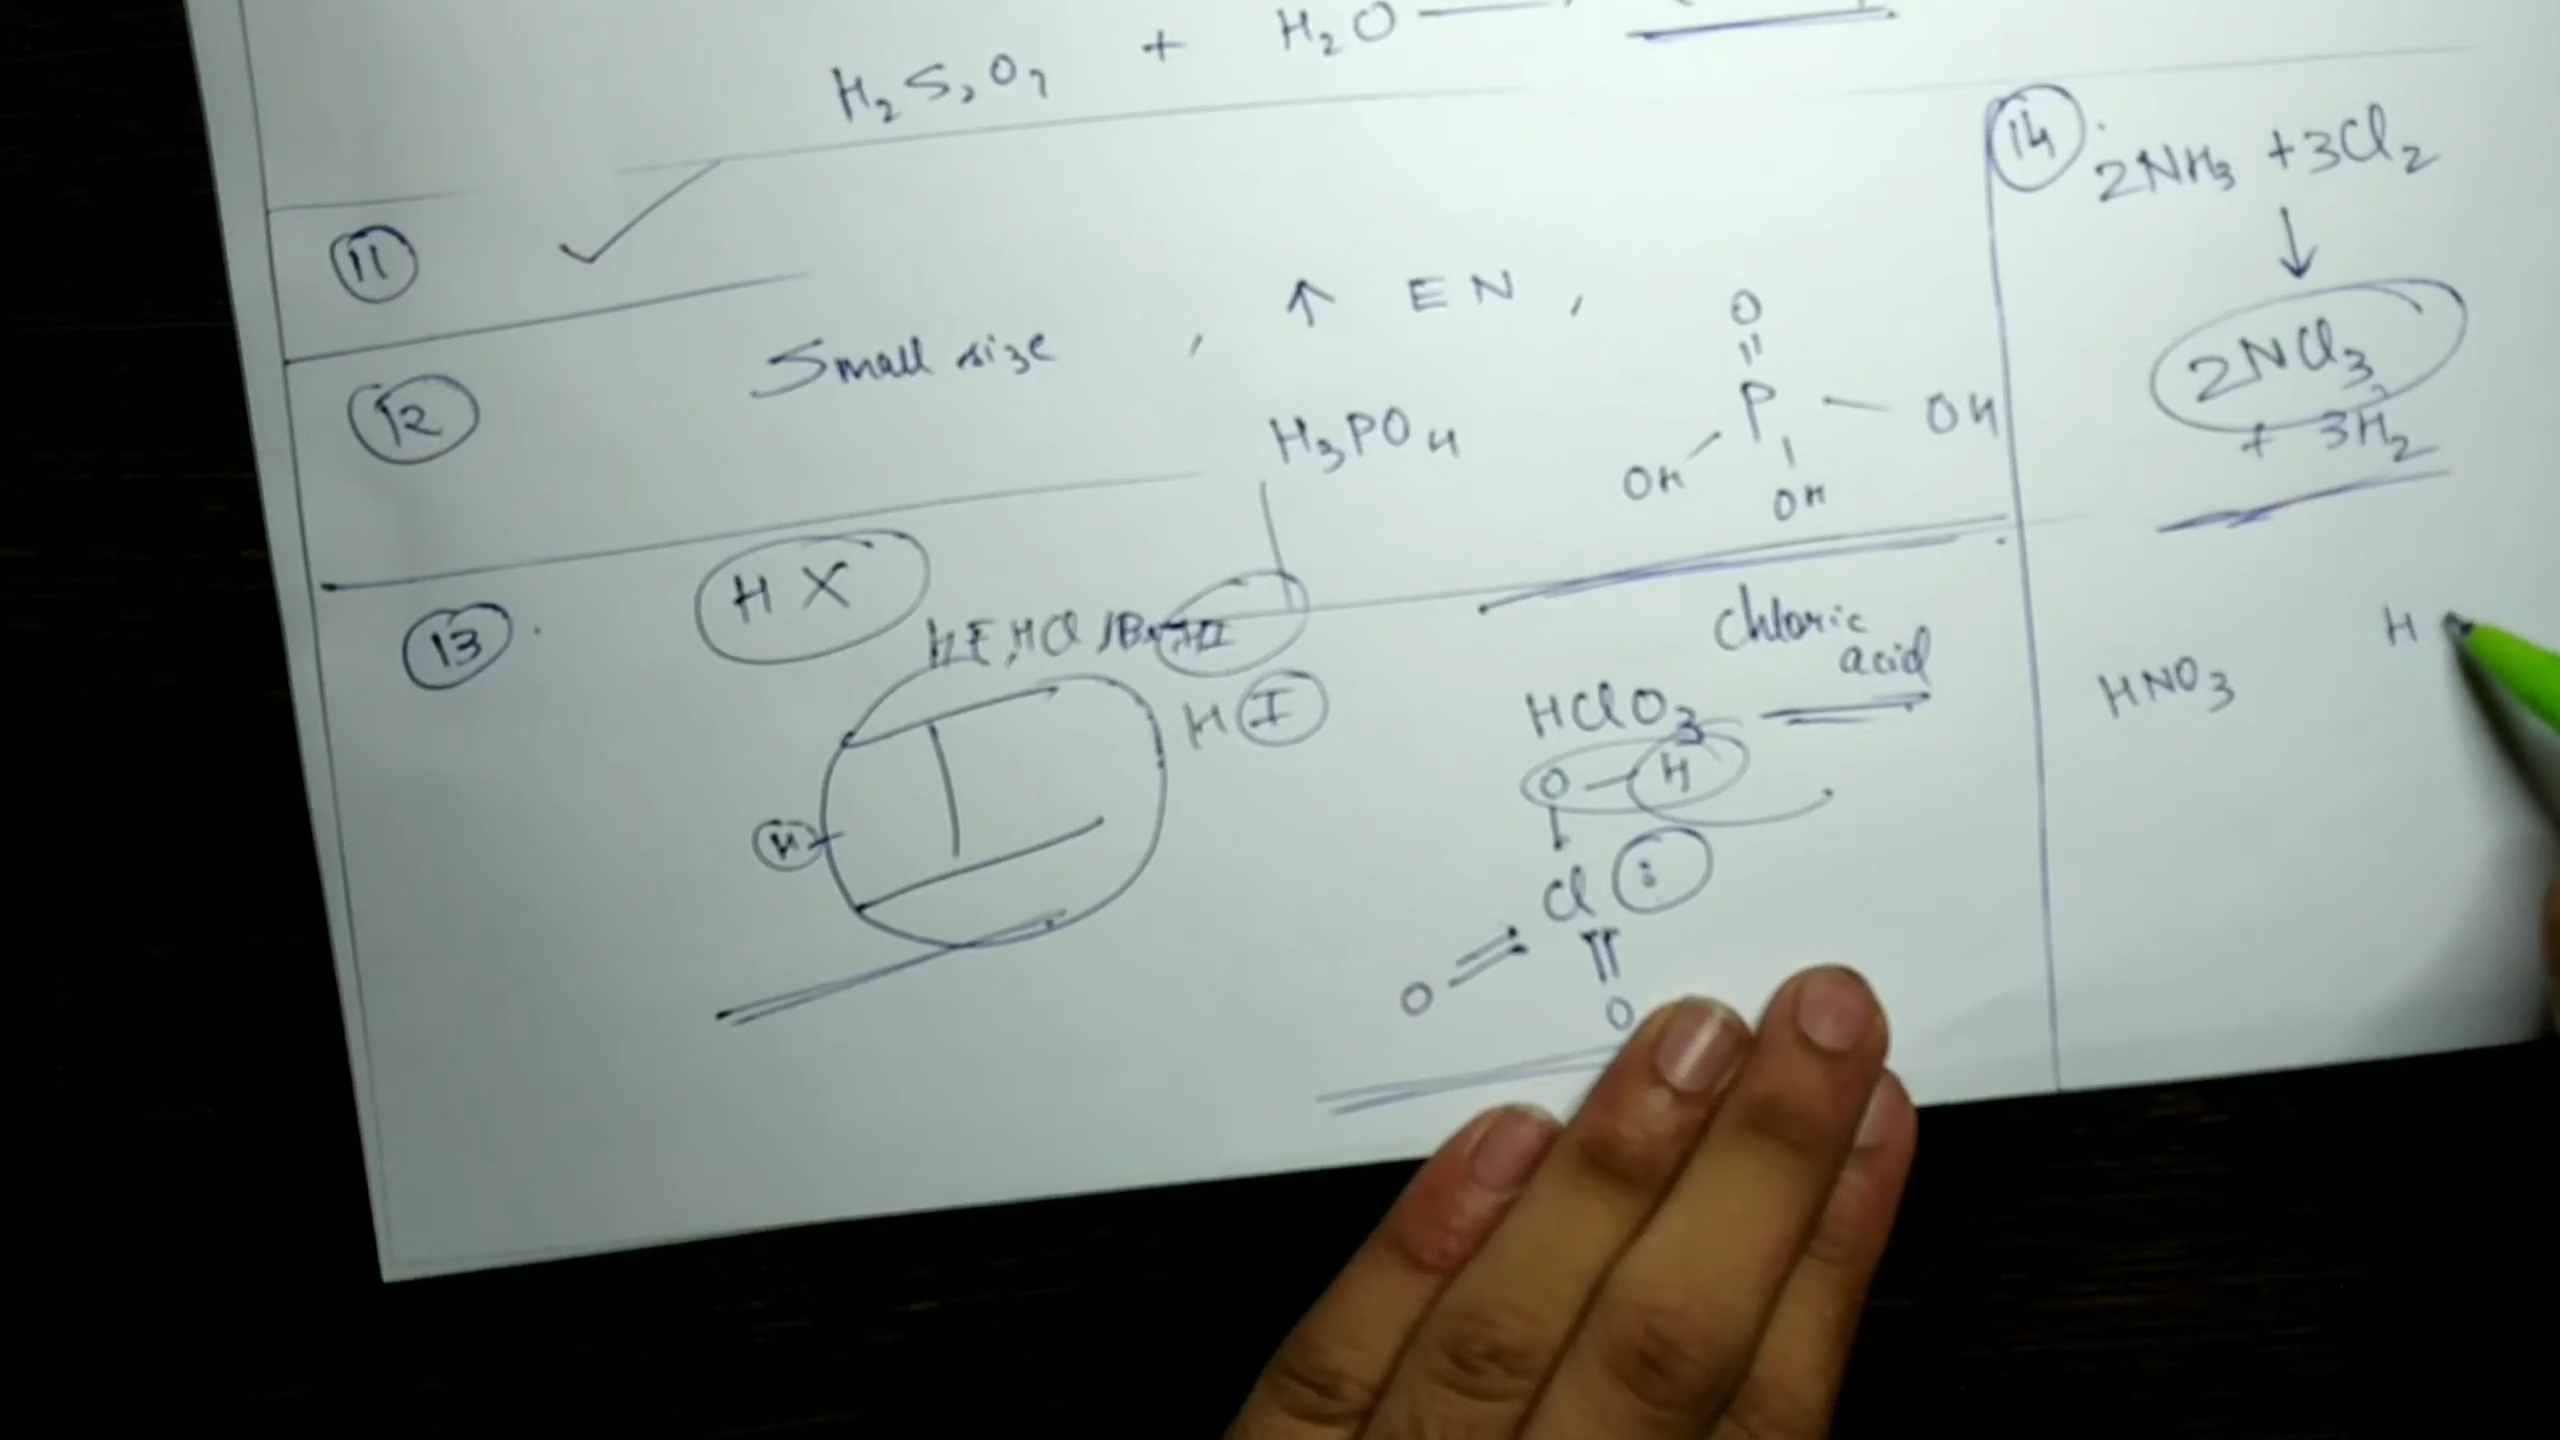 H2S2O7 + H2O
11
12 Small size , ↑ EN ,
H3PO4
O
||
P — OH
OH
OH
13 HX
HF, HCl, HBr, HI
H I
H I
Chloric acid
HClO3
O — H
Cl :
O
O
14 2NH3 + 3Cl2
↓
2NCl3
+ 3H2
HNO3 H